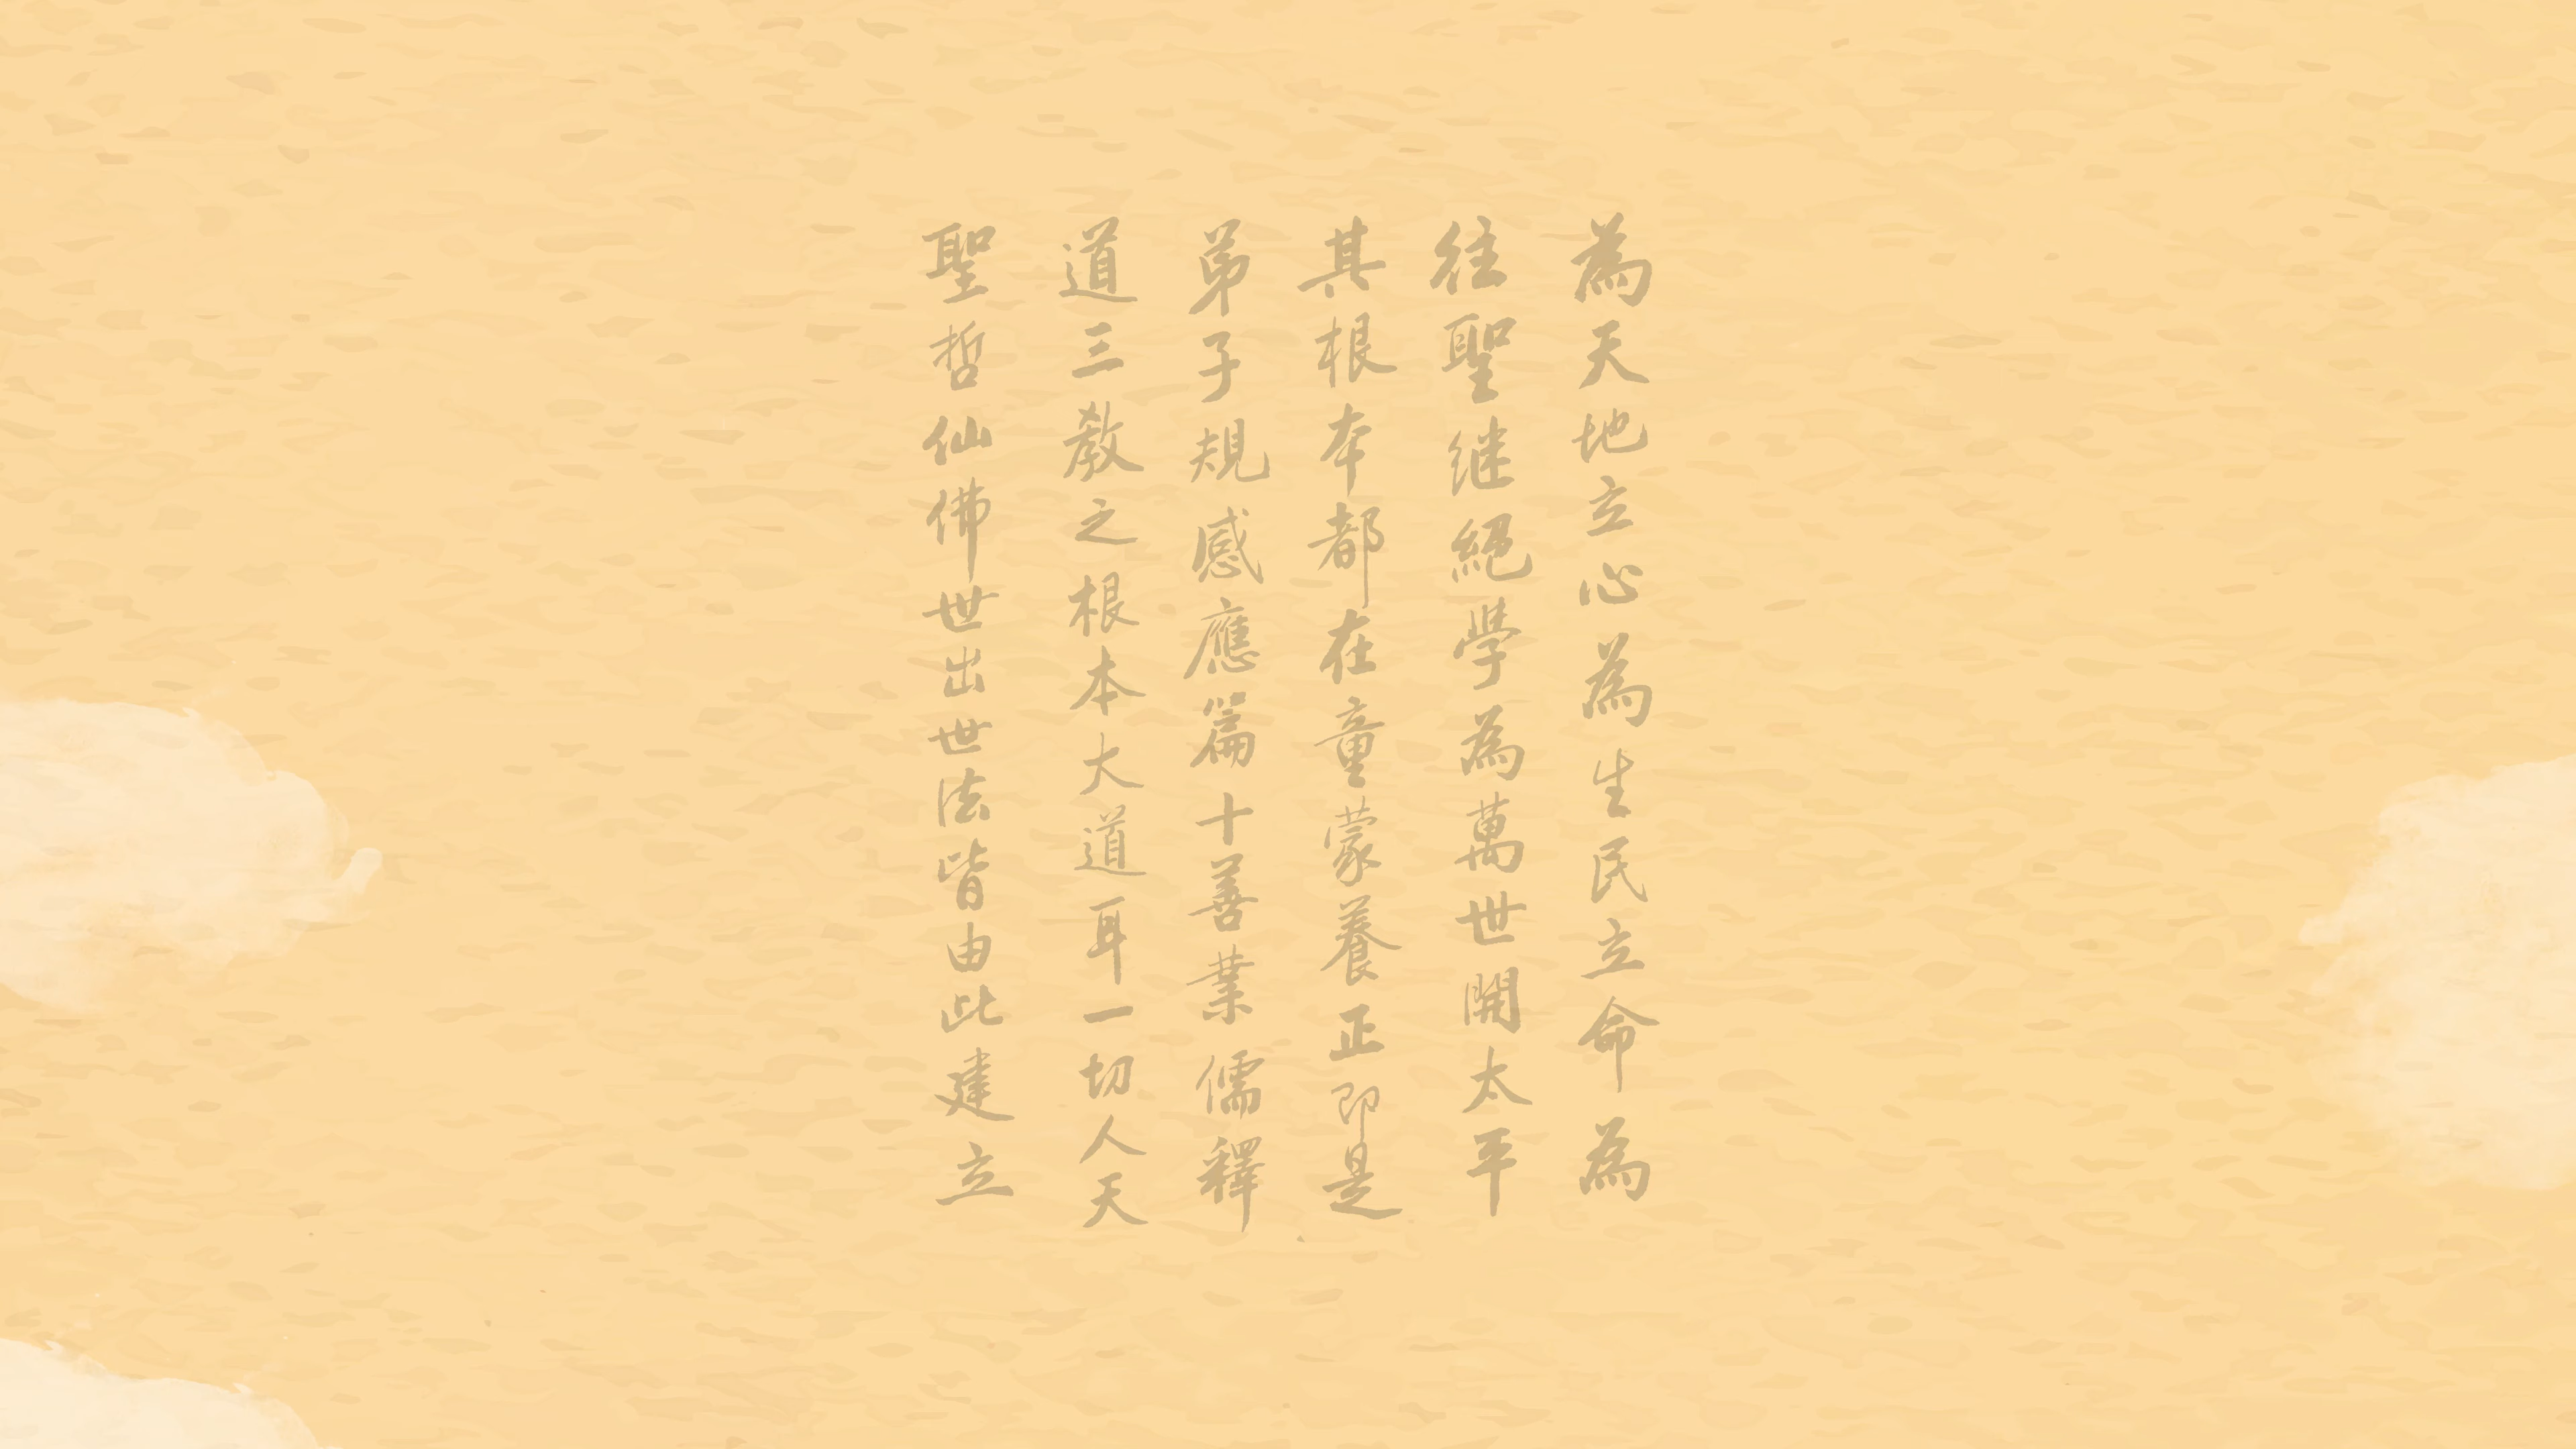 為天地立心為生民立命為
往聖继絕學為萬世開太平
其根本都在童蒙養正即是
弟子規感應篇十善業儒釋
道三教之根本大道耳一切人天
聖哲仙佛世出世法皆由此建立